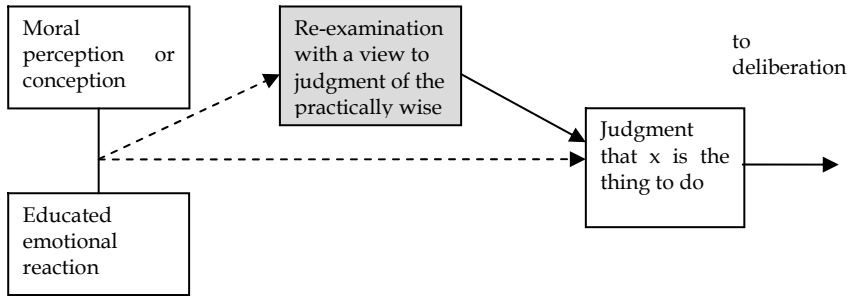 Moral
perception or
conception
Re-examination
with a view to
judgment of the
practically wise
to
deliberation
Judgment
that x is the
thing to do
Educated
emotional
reaction